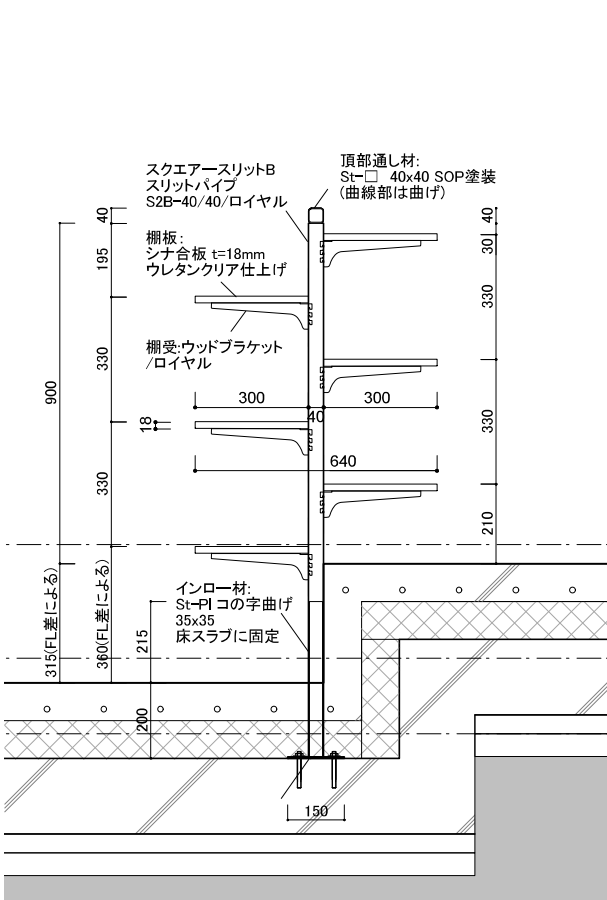 スクエアースリットB
スリットパイプ
S2B-40/40/ロイヤル
頂部通し材:
St-□ 40x40 SOP塗装
(曲線部は曲げ)
棚板:
シナ合板 t=18mm
ウレタンクリア仕上げ
棚受:ウッドブラケット
/ロイヤル
インロー材:
St-Pl コの字曲げ
35x35
床スラブに固定
40
195
330
330
360(FL差による)
900
315(FL差による)
18
300
40
300
640
40
30
330
330
210
215
200
150